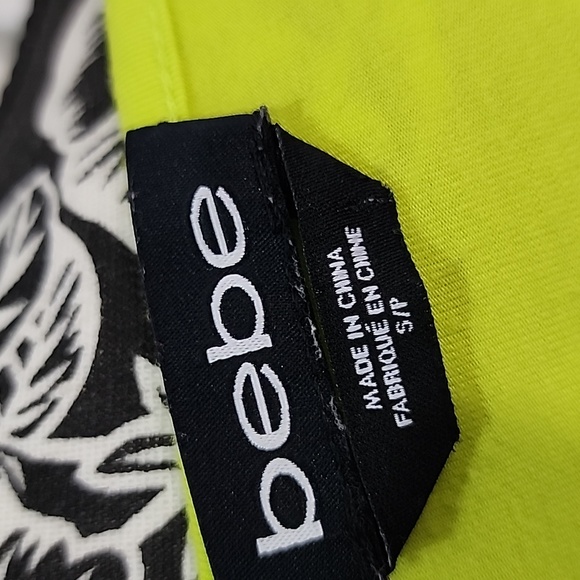 bebe
MADE IN CHINA
FABRIQUÉ EN CHINE
S/P